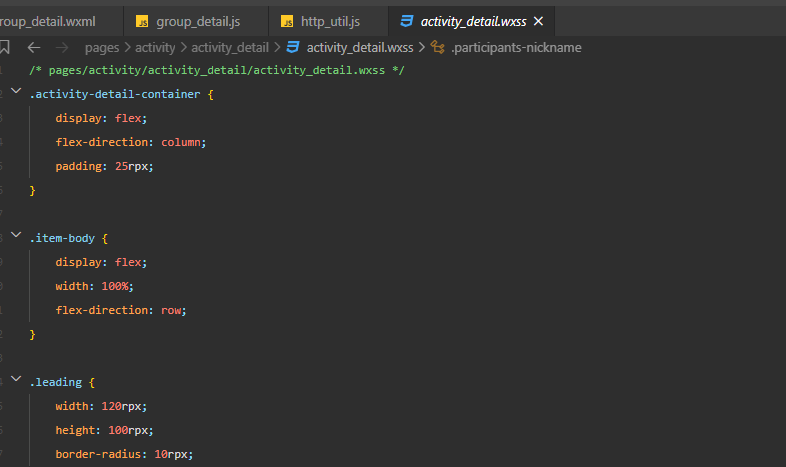 roup_detail.wxml JS group_detail.js JS http_util.js activity_detail.wxss
pages activity activity_detail activity_detail.wxss .participants-nickname
/* pages/activity/activity_detail/activity_detail.wxss */
.activity-detail-container {
display: flex;
flex-direction: column;
padding: 25rpx;
}
.item-body {
display: flex;
width: 100%;
flex-direction: row;
}
.leading {
width: 120rpx;
height: 100rpx;
border-radius: 10rpx;